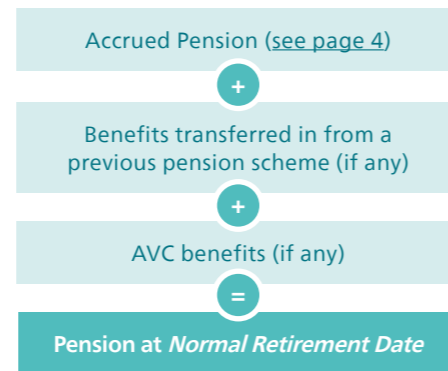 Accrued Pension (see page 4)
+
Benefits transferred in from a
previous pension scheme (if any)
+
AVC benefits (if any)
=
Pension at Normal Retirement Date